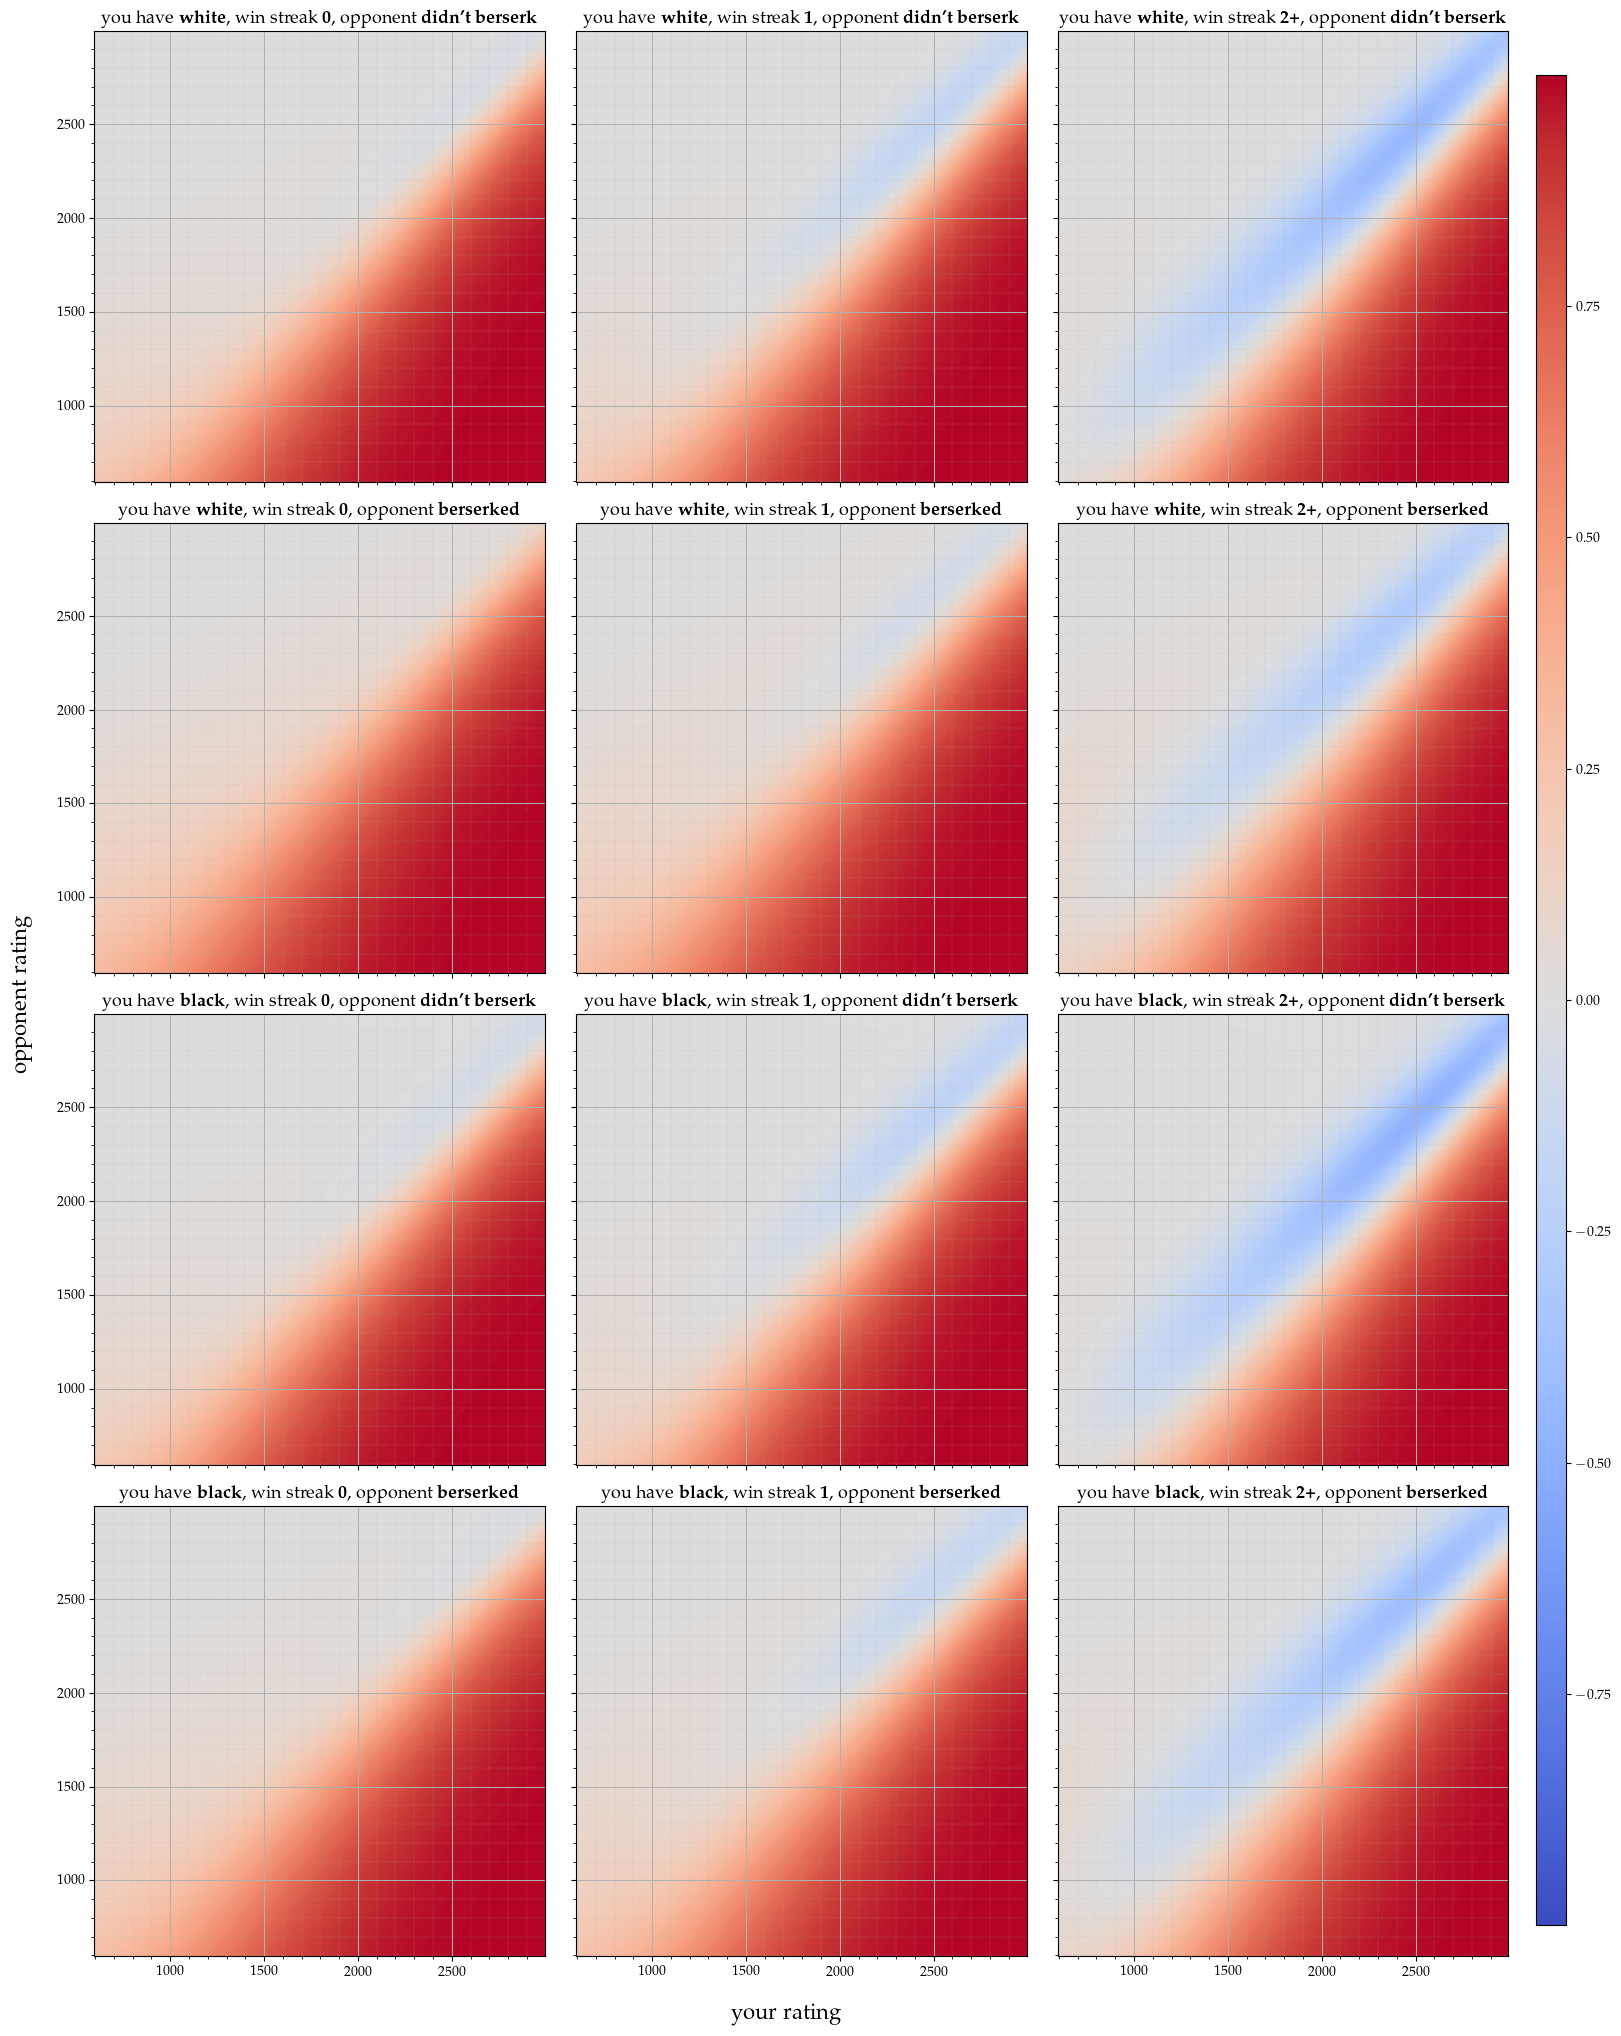 you have white, win streak 0, opponent didn’t berserk
you have white, win streak 1, opponent didn’t berserk
you have white, win streak 2+, opponent didn’t berserk
2500
2000
1500
1000
you have white, win streak 0, opponent berserked
you have white, win streak 1, opponent berserked
you have white, win streak 2+, opponent berserked
2500
2000
1500
1000
you have black, win streak 0, opponent didn’t berserk
you have black, win streak 1, opponent didn’t berserk
you have black, win streak 2+, opponent didn’t berserk
2500
2000
1500
1000
you have black, win streak 0, opponent berserked
you have black, win streak 1, opponent berserked
you have black, win streak 2+, opponent berserked
2500
2000
1500
1000
1000 1500 2000 2500
1000 1500 2000 2500
1000 1500 2000 2500
your rating
opponent rating
0.75
0.50
0.25
0.00
−0.25
−0.50
−0.75